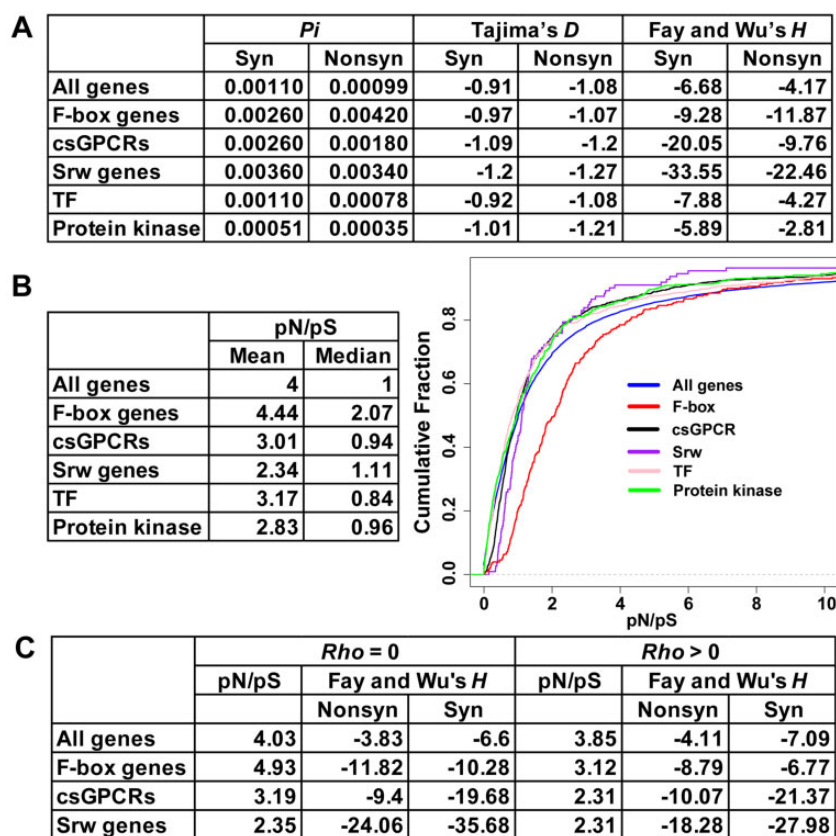 A
Pi Tajima's D Fay and Wu's H
Syn Nonsyn Syn Nonsyn Syn Nonsyn
All genes 0.00110 0.00099 -0.91 -1.08 -6.68 -4.17
F-box genes 0.00260 0.00420 -0.97 -1.07 -9.28 -11.87
csGPCRs 0.00260 0.00180 -1.09 -1.2 -20.05 -9.76
Srw genes 0.00360 0.00340 -1.2 -1.27 -33.55 -22.46
TF 0.00110 0.00078 -0.92 -1.08 -7.88 -4.27
Protein kinase 0.00051 0.00035 -1.01 -1.21 -5.89 -2.81
B
pN/pS
Mean Median
All genes 4 1
F-box genes 4.44 2.07
csGPCRs 3.01 0.94
Srw genes 2.34 1.11
TF 3.17 0.84
Protein kinase 2.83 0.96
Cumulative Fraction
0.8
0.6
0.4
0.2
0.0
All genes
F-box
csGPCR
Srw
TF
Protein kinase
0 2 4 6 8 10
pN/pS
C
Rho = 0 Rho > 0
pN/pS Fay and Wu's H pN/pS Fay and Wu's H
Nonsyn Syn Nonsyn Syn
All genes 4.03 -3.83 -6.6 3.85 -4.11 -7.09
F-box genes 4.93 -11.82 -10.28 3.12 -8.79 -6.77
csGPCRs 3.19 -9.4 -19.68 2.31 -10.07 -21.37
Srw genes 2.35 -24.06 -35.68 2.31 -18.28 -27.98